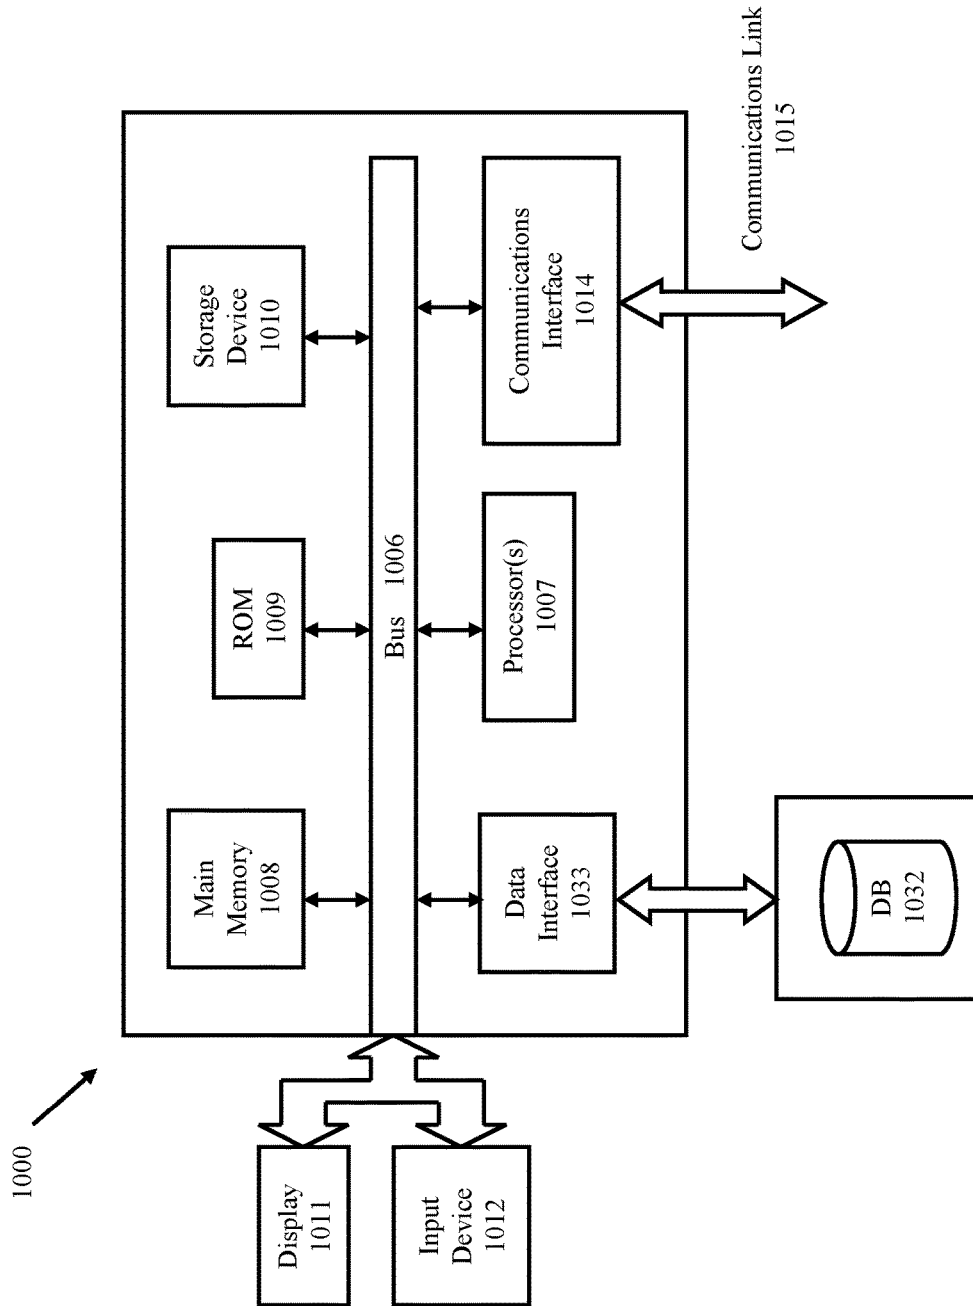 1000
Main
Memory
1008
ROM
1009
Storage
Device
1010
Display
1011
Bus 1006
Input
Device
1012
Data
Interface
1033
Processor(s)
1007
Communications
Interface
1014
DB
1032
Communications Link
1015